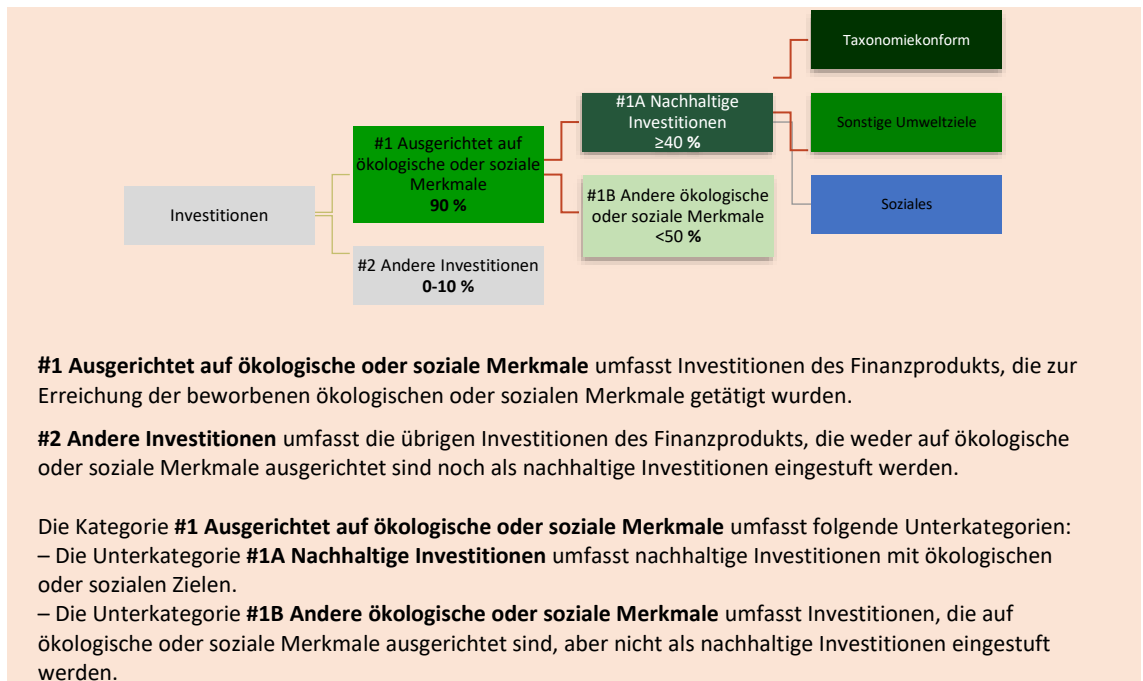 Taxonomiekonform
#1A Nachhaltige
Investitionen
≥40 %
Sonstige Umweltziele
#1 Ausgerichtet auf
ökologische oder soziale
Merkmale
90 %
#1B Andere ökologische
oder soziale Merkmale
<50 %
Soziales
Investitionen
#2 Andere Investitionen
0-10 %
#1 Ausgerichtet auf ökologische oder soziale Merkmale umfasst Investitionen des Finanzprodukts, die zur
Erreichung der beworbenen ökologischen oder sozialen Merkmale getätigt wurden.
#2 Andere Investitionen umfasst die übrigen Investitionen des Finanzprodukts, die weder auf ökologische
oder soziale Merkmale ausgerichtet sind noch als nachhaltige Investitionen eingestuft werden.
Die Kategorie #1 Ausgerichtet auf ökologische oder soziale Merkmale umfasst folgende Unterkategorien:
– Die Unterkategorie #1A Nachhaltige Investitionen umfasst nachhaltige Investitionen mit ökologischen
oder sozialen Zielen.
– Die Unterkategorie #1B Andere ökologische oder soziale Merkmale umfasst Investitionen, die auf
ökologische oder soziale Merkmale ausgerichtet sind, aber nicht als nachhaltige Investitionen eingestuft
werden.